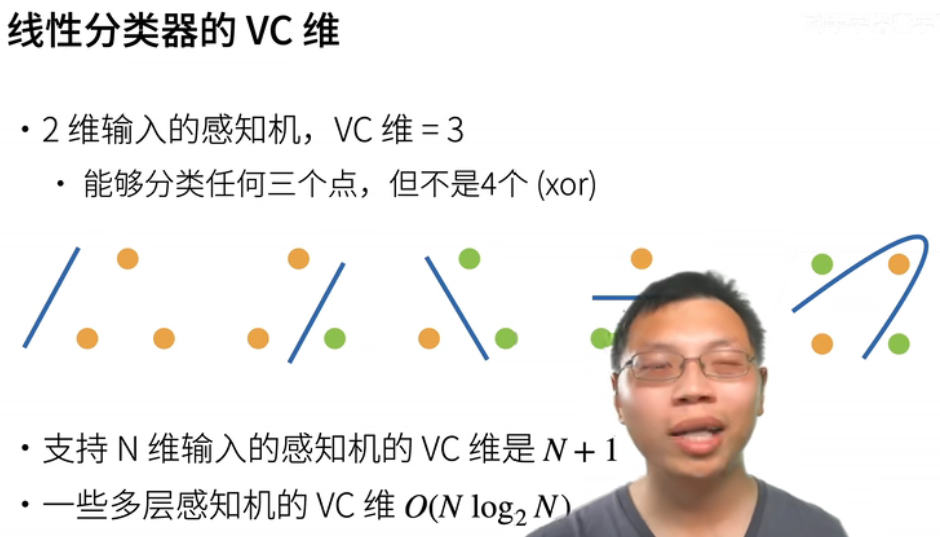 线性分类器的 VC 维
• 2 维输入的感知机，VC 维 = 3
• 能够分类任何三个点，但不是4个 (xor)
• 支持 N 维输入的感知机的 VC 维是 N + 1
• 一些多层感知机的 VC 维 O(N log₂ N)